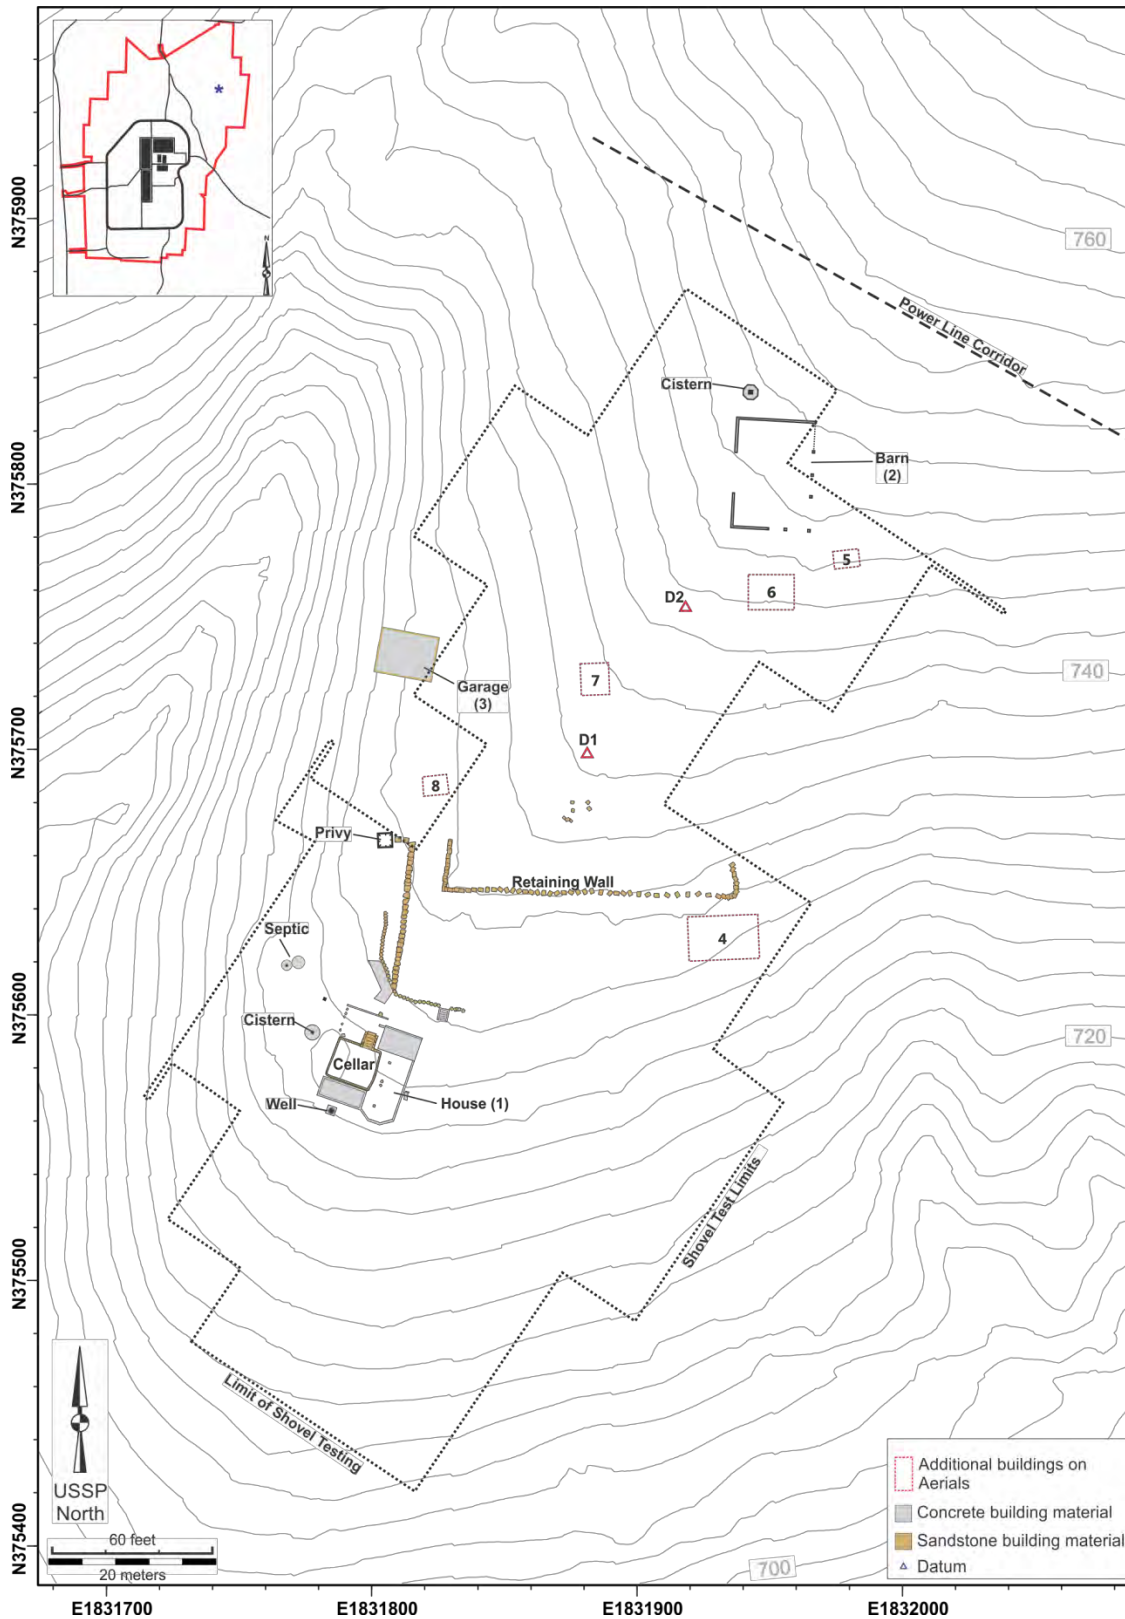 N
N375900
N375800
N375700
N375600
N375500
N375400
760
Power Line Corridor
Cistern
Barn
(2)
5
6
D2
740
7
Garage
(3)
D1
8
Privy
Retaining Wall
4
Septic
Cistern
720
Cellar
House (1)
Well
Shovel Test Limits
Limit of Shovel Testing
USSP
North
60 feet
20 meters
700
Additional buildings on
Aerials
Concrete building material
Sandstone building material
Datum
E1831700
E1831800
E1831900
E1832000